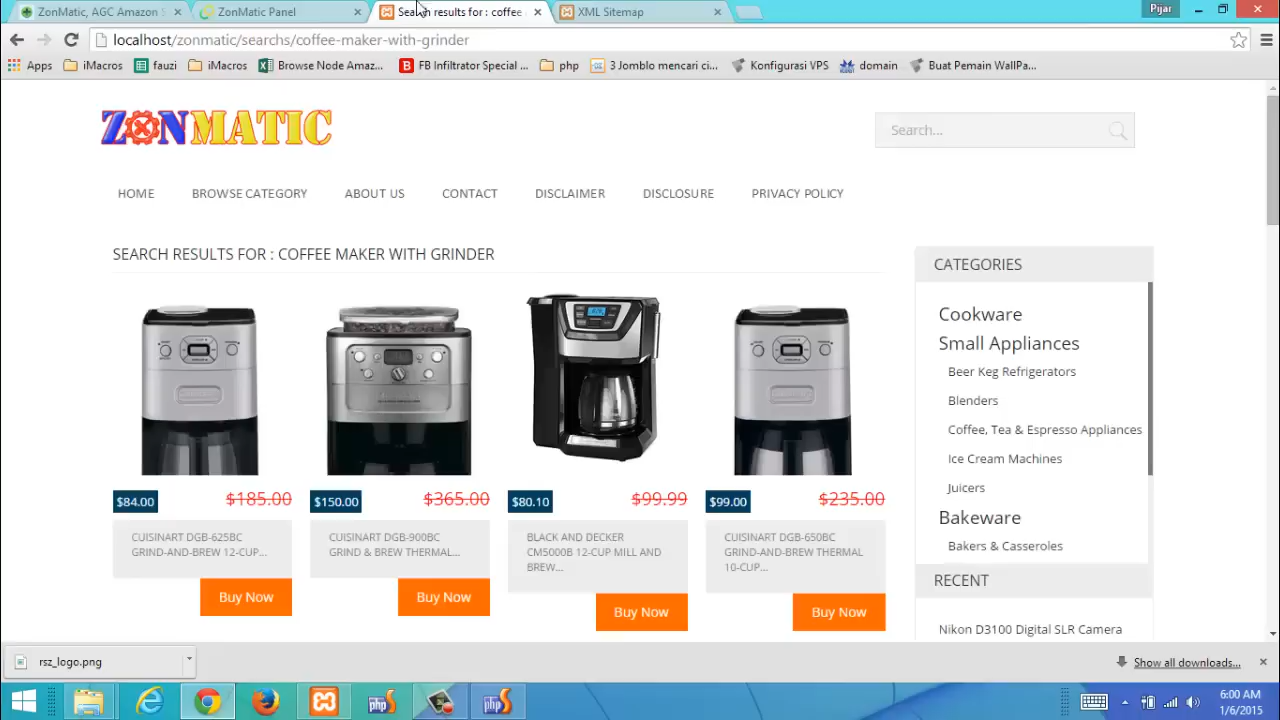 ZonMatic, AGC Amazon S
ZonMatic Panel
Search results for : coffee
XML Sitemap
Pijar
localhost/zonmatic/searchs/coffee-maker-with-grinder
Apps
iMacros
fauzi
iMacros
Browse Node Amaz...
FB Infiltrator Special ...
php
3 Jomblo mencari ci...
Konfigurasi VPS
domain
Buat Pemain WallPa...
ZONMATIC
Search...
HOME
BROWSE CATEGORY
ABOUT US
CONTACT
DISCLAIMER
DISCLOSURE
PRIVACY POLICY
SEARCH RESULTS FOR : COFFEE MAKER WITH GRINDER
$84.00 $185.00
CUISINART DGB-625BC
GRIND-AND-BREW 12-CUP...
Buy Now
$150.00 $365.00
CUISINART DGB-900BC
GRIND & BREW THERMAL...
Buy Now
$80.10 $99.99
BLACK AND DECKER
CM5000B 12-CUP MILL AND
BREW...
Buy Now
$99.00 $235.00
CUISINART DGB-650BC
GRIND-AND-BREW THERMAL
10-CUP...
Buy Now
CATEGORIES
Cookware
Small Appliances
Beer Keg Refrigerators
Blenders
Coffee, Tea & Espresso Appliances
Ice Cream Machines
Juicers
Bakeware
Bakers & Casseroles
RECENT
Nikon D3100 Digital SLR Camera
rsz_logo.png
Show all downloads...
6:00 AM
1/6/2015